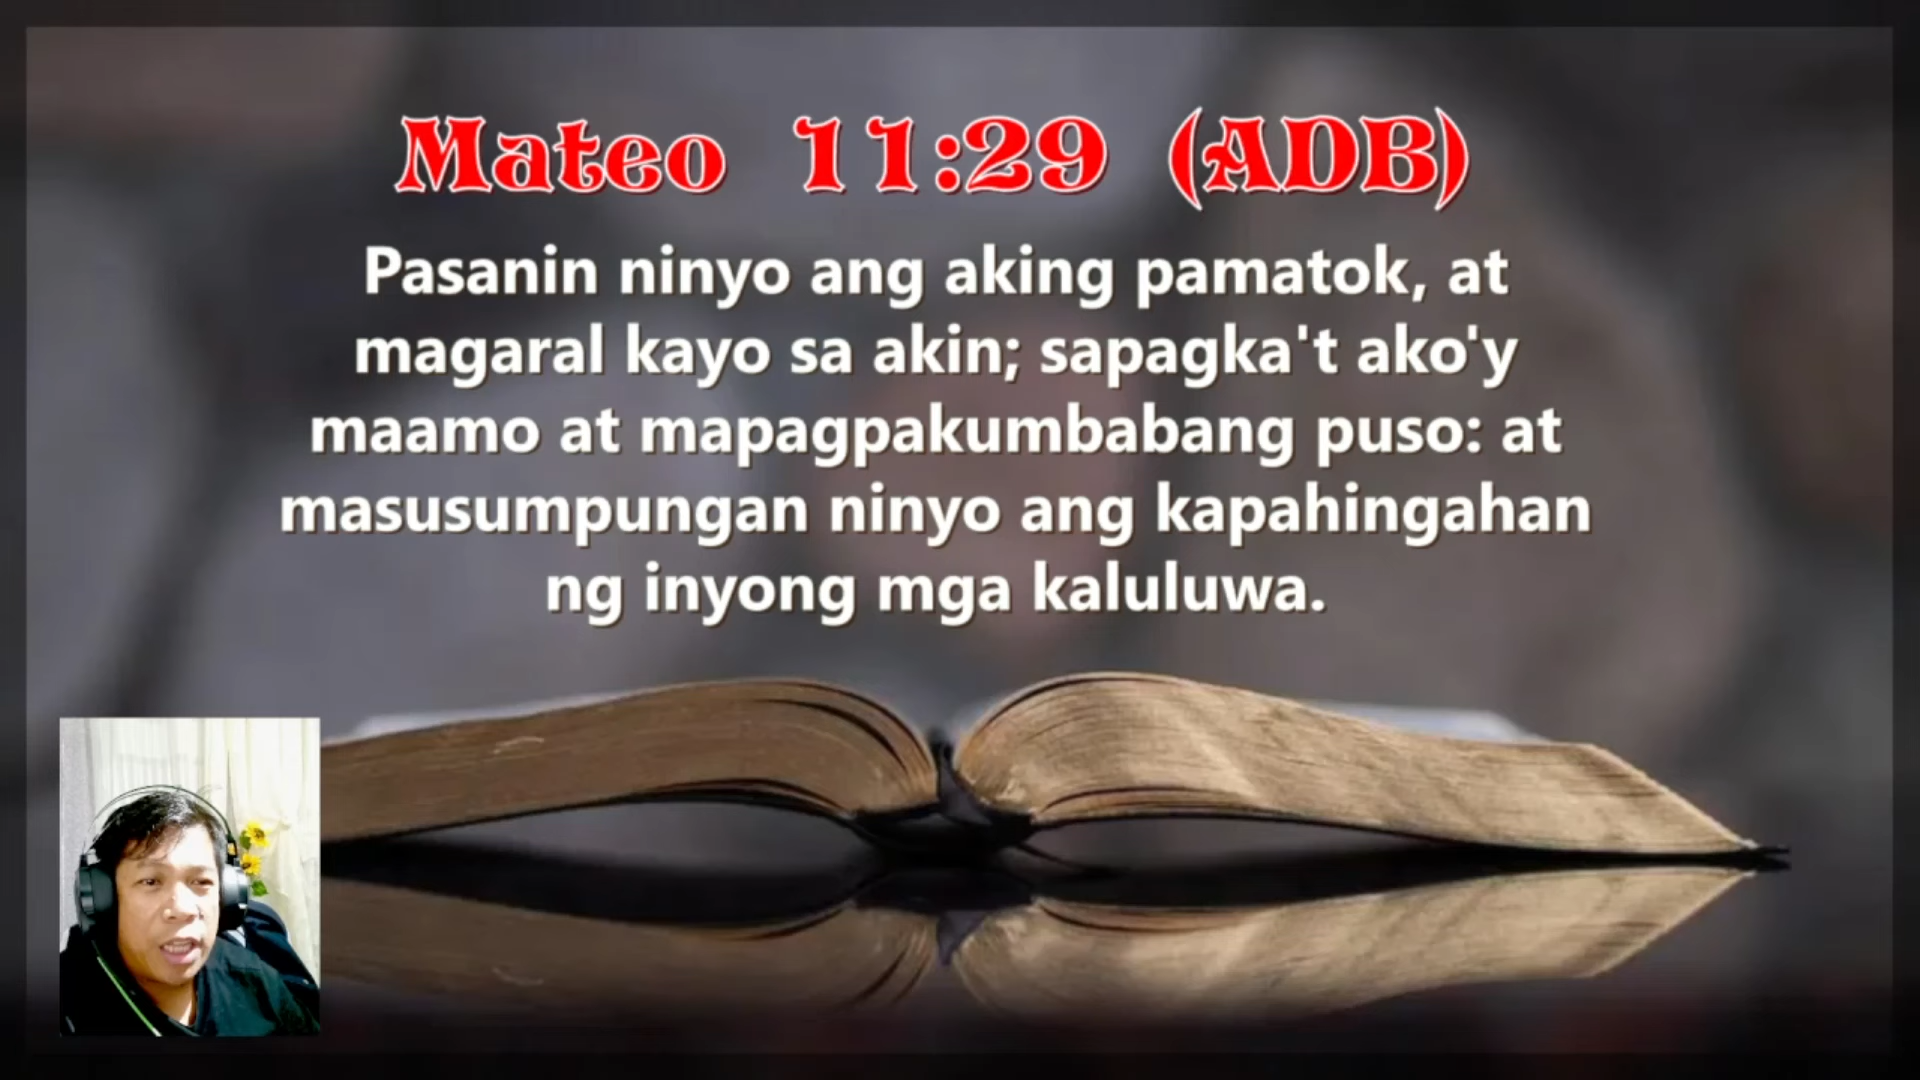 Mateo 11:29 (ADB)
Pasanin ninyo ang aking pamatok, at
magaral kayo sa akin; sapagka't ako'y
maamo at mapagpakumbabang puso: at
masusumpungan ninyo ang kapahingahan
ng inyong mga kaluluwa.